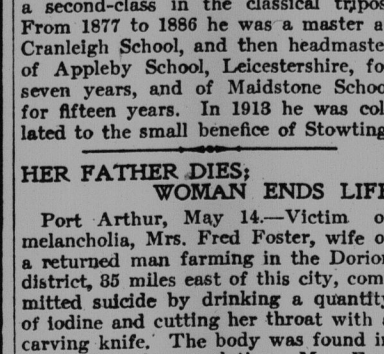 a second-class in the classical tripos
From 1877 to 1886 he was a master a
Cranleigh School, and then headmaste
of Appleby School, Leicestershire, fo
seven years, and of Maidstone Schoo
for fifteen years. In 1913 he was col
lated to the small benefice of Stowting
HER FATHER DIES;
WOMAN ENDS LIFE
Port Arthur, May 14.—Victim o
melancholia, Mrs. Fred Foster, wife o
a returned man farming in the Dorion
district, 35 miles east of this city, com
mitted suicide by drinking a quantity
of iodine and cutting her throat with a
carving knife. The body was found i